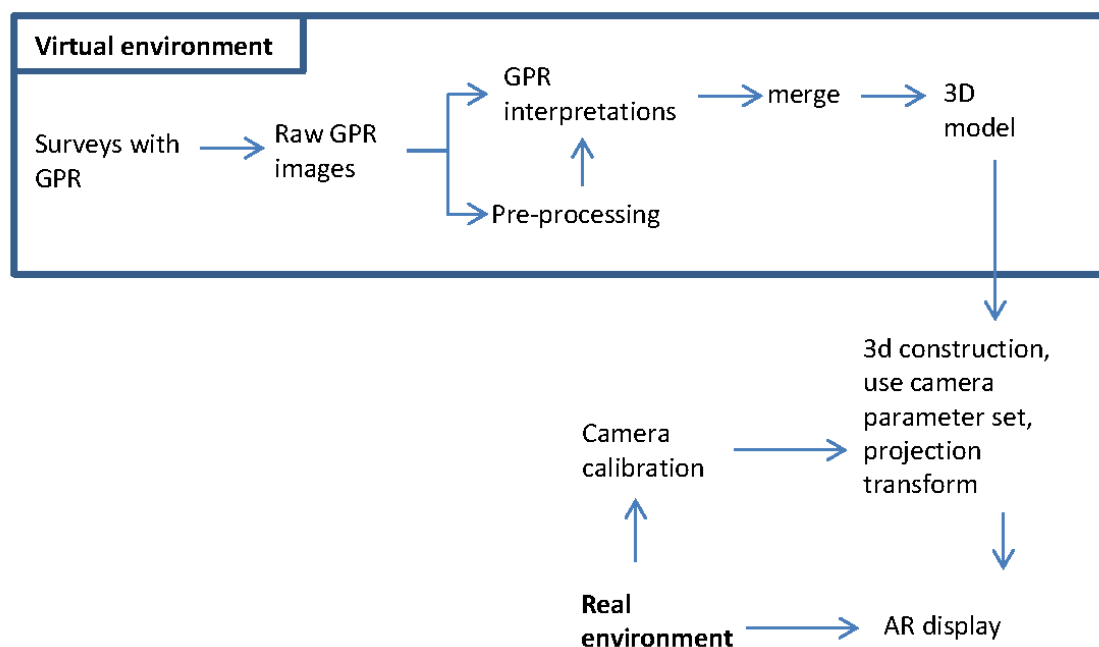 Virtual environment
Surveys with
GPR
Raw GPR
images
GPR
interpretations
Pre-processing
merge
3D
model
3d construction,
use camera
parameter set,
projection
transform
Camera
calibration
Real
environment
AR display